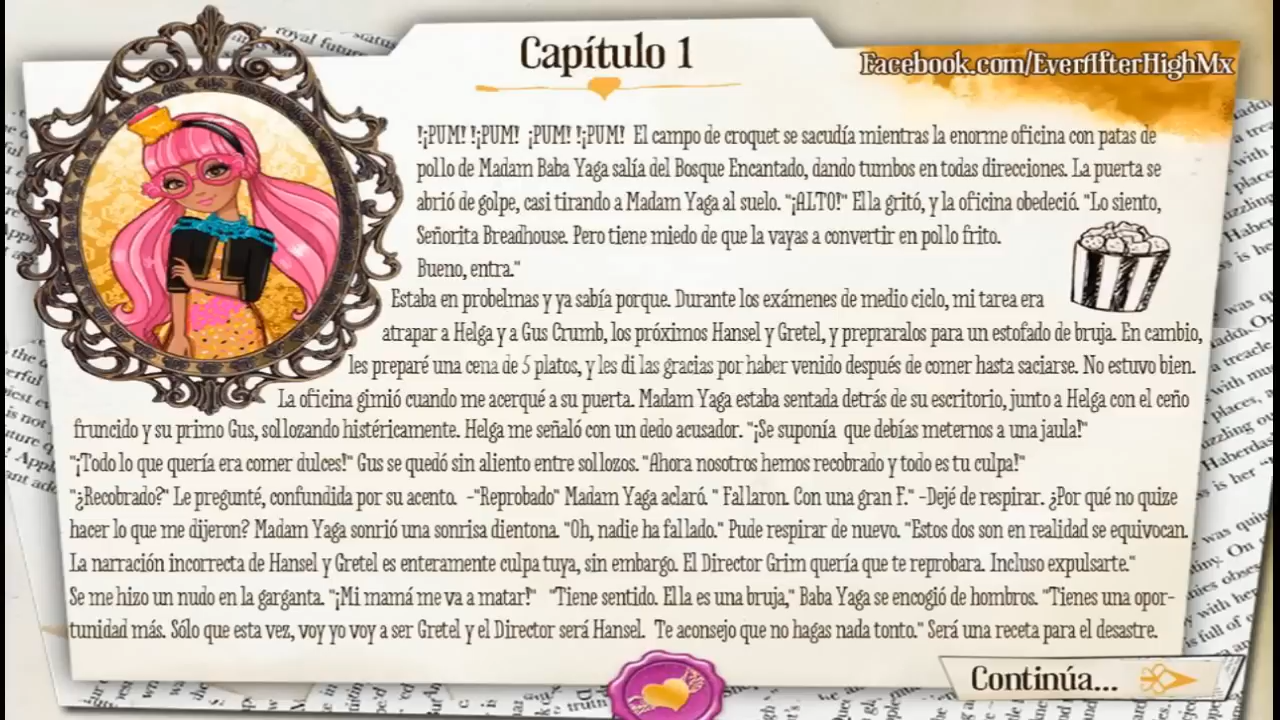 Capítulo 1
Facebook.com/EverAfterHighMx
!¡PUM! !¡PUM! ¡PUM! !¡PUM! El campo de croquet se sacudía mientras la enorme oficina con patas de
pollo de Madam Baba Yaga salía del Bosque Encantado, dando tumbos en todas direcciones. La puerta se
abrió de golpe, casi tirando a Madam Yaga al suelo. "¡ALTO!" Ella gritó, y la oficina obedeció. "Lo siento,
Señorita Breadhouse. Pero tiene miedo de que la vayas a convertir en pollo frito.
Bueno, entra."
Estaba en probelmas y ya sabía porque. Durante los exámenes de medio ciclo, mi tarea era
atrapar a Helga y a Gus Crumb, los próximos Hansel y Gretel, y prepraralos para un estofado de bruja. En cambio,
les preparé una cena de 5 platos, y les di las gracias por haber venido después de comer hasta saciarse. No estuvo bien.
La oficina gimió cuando me acerqué a su puerta. Madam Yaga estaba sentada detrás de su escritorio, junto a Helga con el ceño
fruncido y su primo Gus, sollozando histéricamente. Helga me señaló con un dedo acusador. "¡Se suponía que debías meternos a una jaula!"
"¡Todo lo que quería era comer dulces!" Gus se quedó sin aliento entre sollozos. "Ahora nosotros hemos recobrado y todo es tu culpa!"
"¿Recobrado?" Le pregunté, confundida por su acento. -"Reprobado" Madam Yaga aclaró. " Fallaron. Con una gran F." -Dejé de respirar. ¿Por qué no quize
hacer lo que me dijeron? Madam Yaga sonrió una sonrisa dientona. "Oh, nadie ha fallado." Pude respirar de nuevo. "Estos dos son en realidad se equivocan.
La narración incorrecta de Hansel y Gretel es enteramente culpa tuya, sin embargo. El Director Grim quería que te reprobara. Incluso expulsarte."
Se me hizo un nudo en la garganta. "¡Mi mamá me va a matar!" "Tiene sentido. Ella es una bruja," Baba Yaga se encogió de hombros. "Tienes una opor-
tunidad más. Sólo que esta vez, voy yo voy a ser Gretel y el Director será Hansel. Te aconsejo que no hagas nada tonto." Será una receta para el desastre.
Continúa...